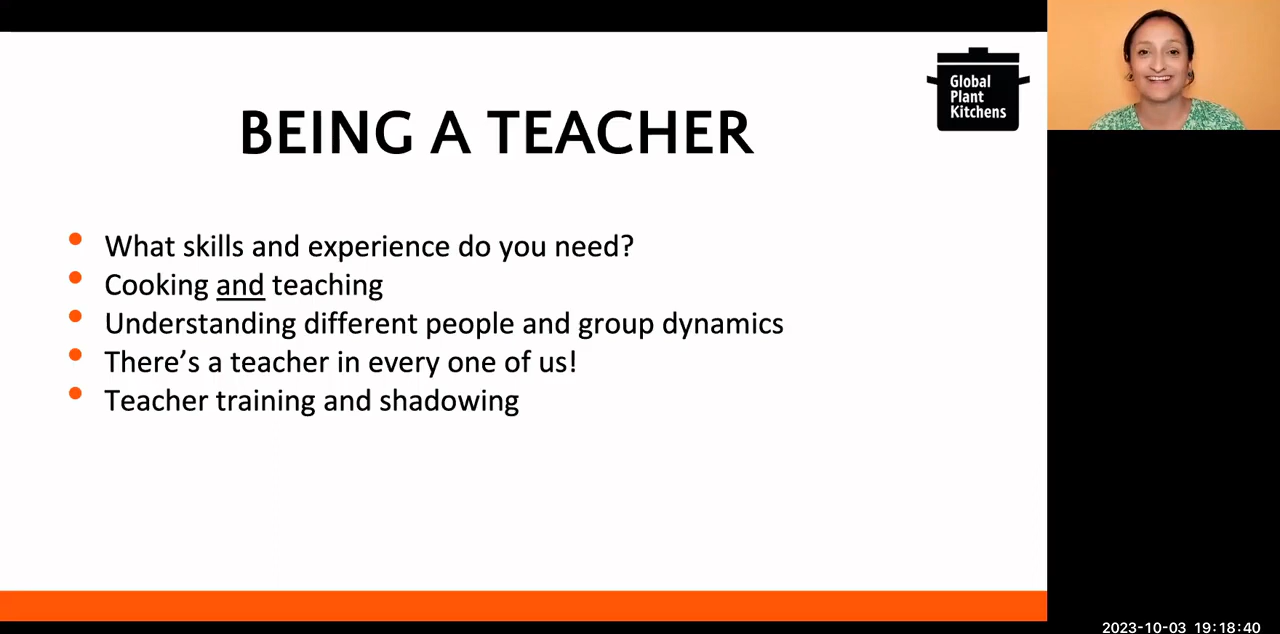 Global
Plant
Kitchens
BEING A TEACHER
What skills and experience do you need?
Cooking and teaching
Understanding different people and group dynamics
There's a teacher in every one of us!
Teacher training and shadowing
2023-10-03 19:18:40